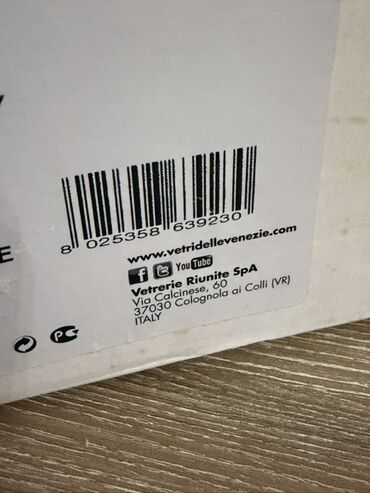 8 025358 639230
www.vetridellevenezie.com
f You Tube
Vetrerie Riunite SpA
Via Calcinese, 60
37030 Colognola ai Colli (VR)
ITALY
E